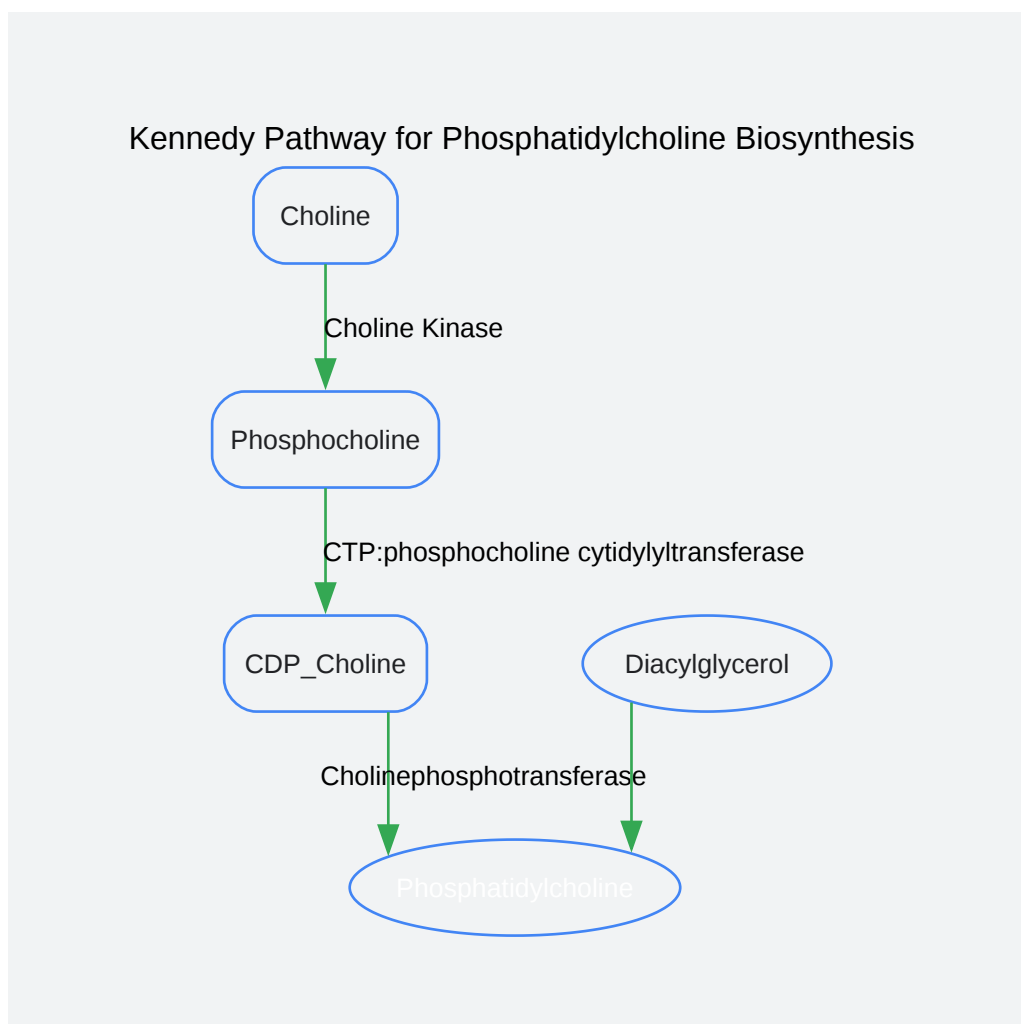 Kennedy Pathway for Phosphatidylcholine Biosynthesis
Choline
Choline Kinase
Phosphocholine
CTP:phosphocholine cytidylyltransferase
CDP_Choline
Diacylglycerol
Cholinephosphotransferase
Phosphatidylcholine